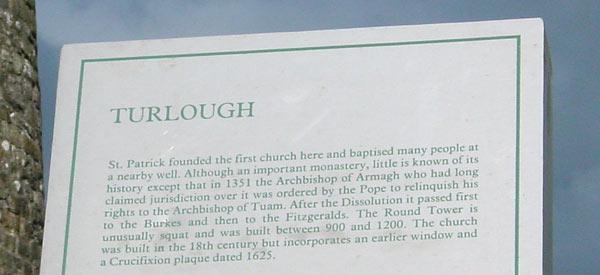 TURLOUGH
St. Patrick founded the first church here and baptised many people at
a nearby well. Although an important monastery, little is known of its
history except that in 1351 the Archbishop of Armagh who had long
claimed jurisdiction over it was ordered by the Pope to relinquish his
rights to the Archbishop of Tuam. After the Dissolution it passed first
to the Burkes and then to the Fitzgeralds. The Round Tower is
unusually squat and was built between 900 and 1200. The church
was built in the 18th century but incorporates an earlier window and
a Crucifixion plaque dated 1625.